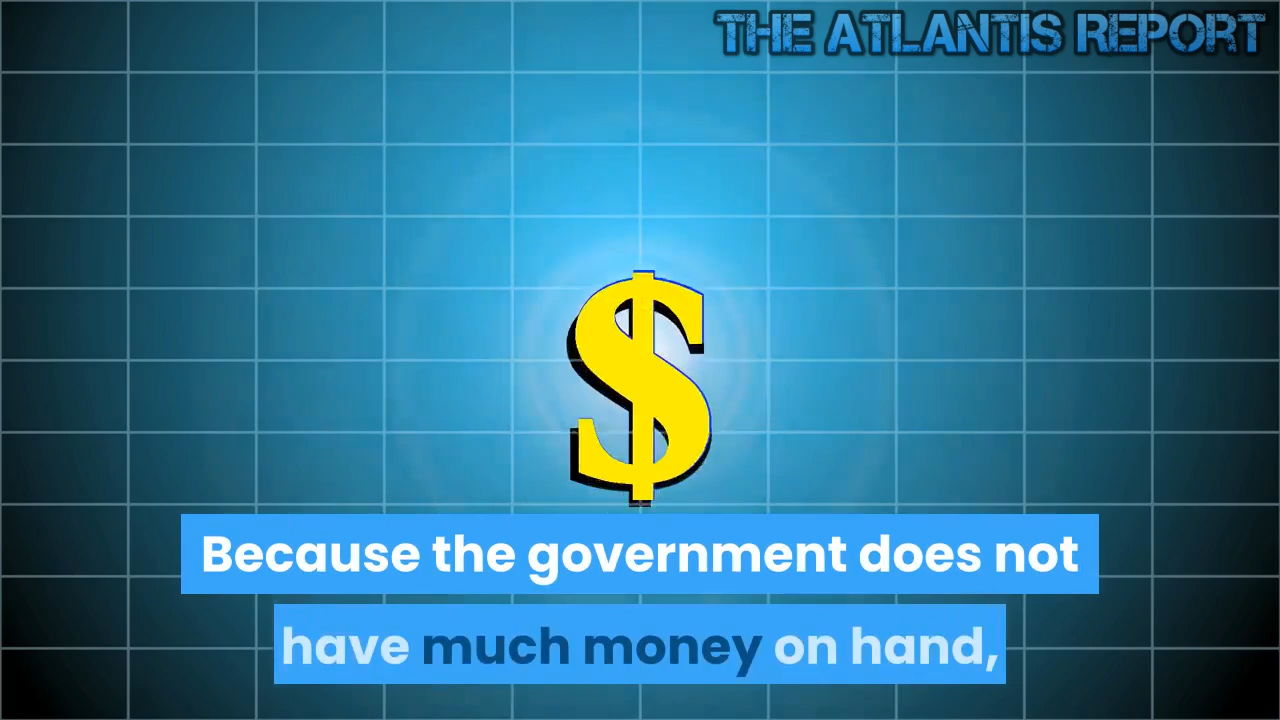 THE ATLANTIS REPORT
$
Because the government does not
have much money on hand,